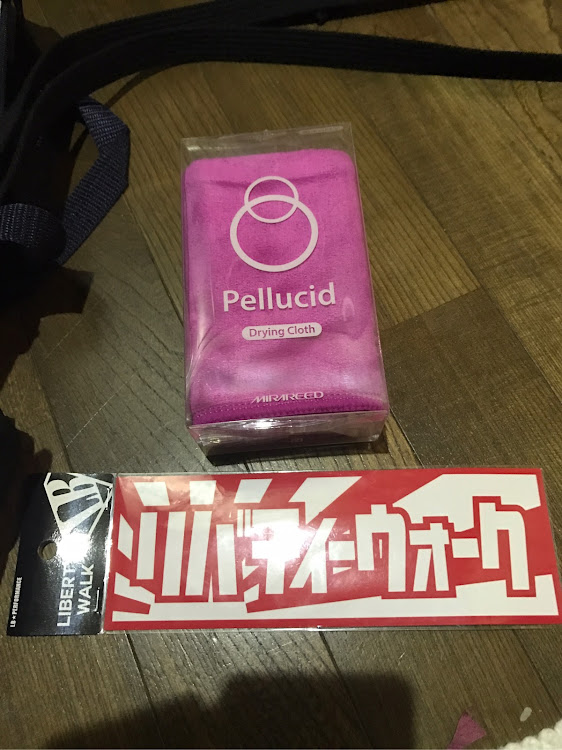 Pellucid
Drying Cloth
MIRAREED
LB★PERFORMANCE
LIBERTY
WALK
リバティーウォーク